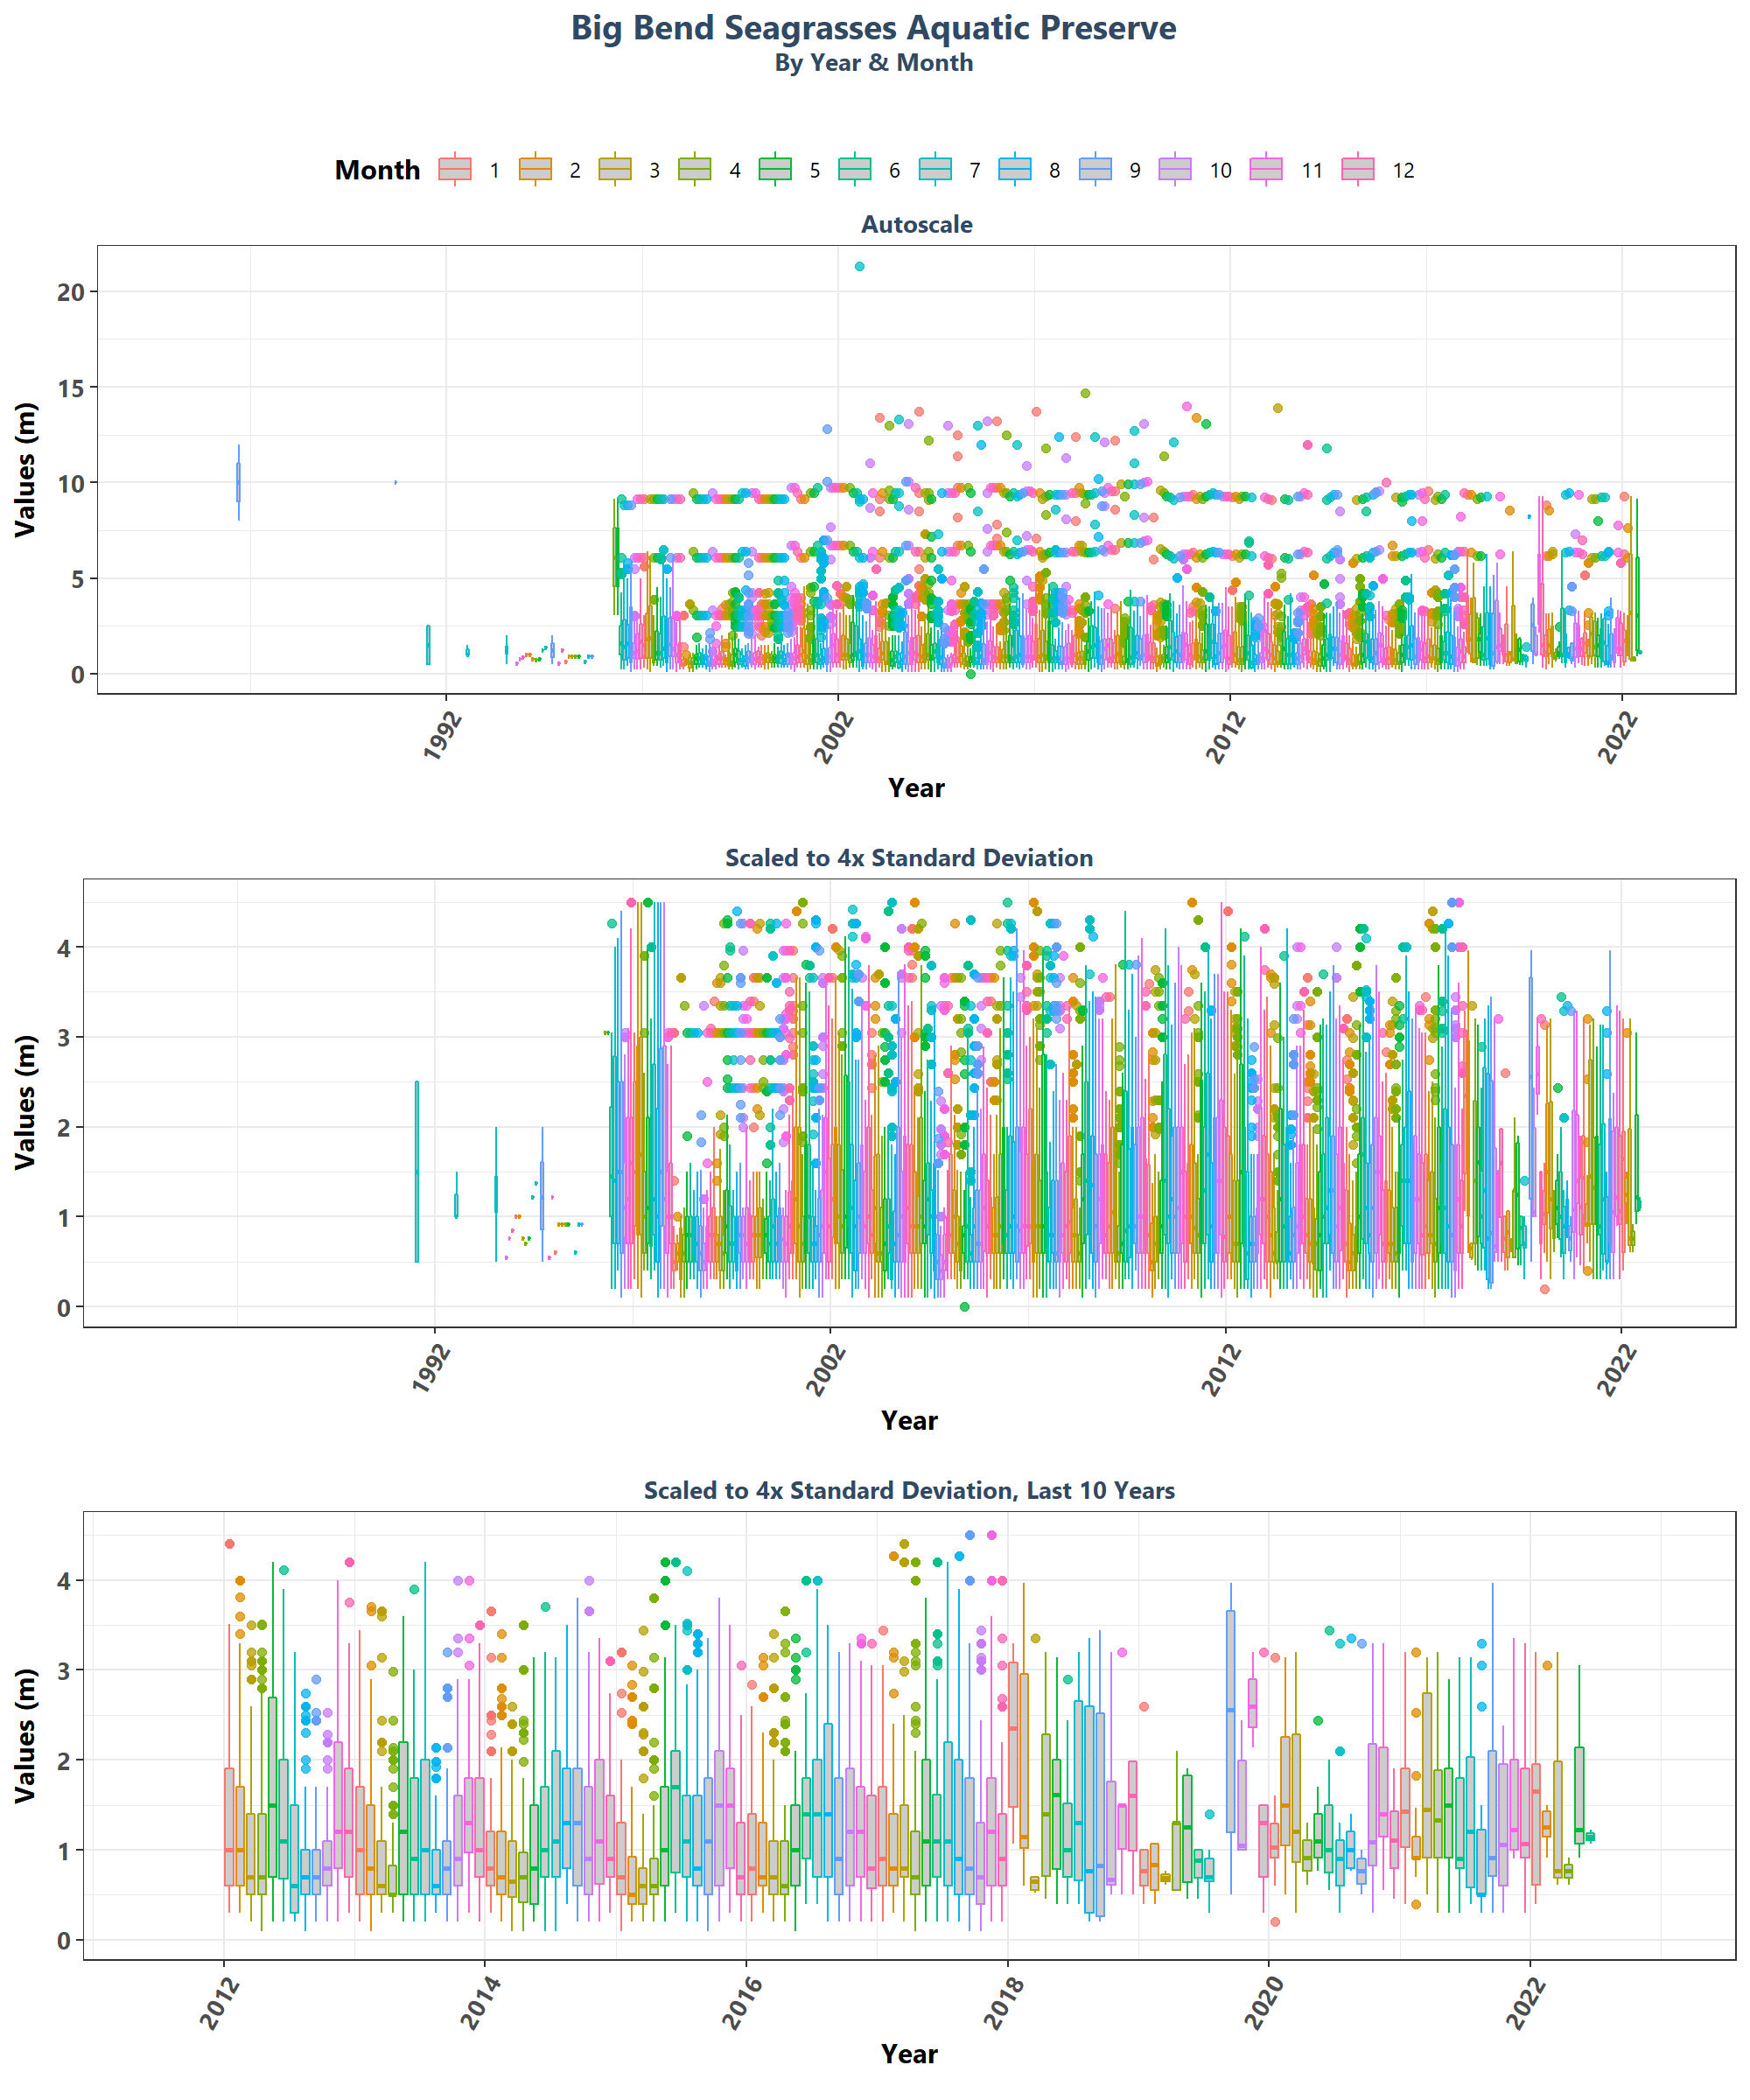 Big Bend Seagrasses Aquatic Preserve
By Year & Month
Month 1 2 3 4 5 6 7 8 9 10 11 12
Autoscale
Values (m)
20
15
10
5
0
1992 2002 2012 2022
Year
Scaled to 4x Standard Deviation
Values (m)
4
3
2
1
0
1992 2002 2012 2022
Year
Scaled to 4x Standard Deviation, Last 10 Years
Values (m)
4
3
2
1
0
2012 2014 2016 2018 2020 2022
Year